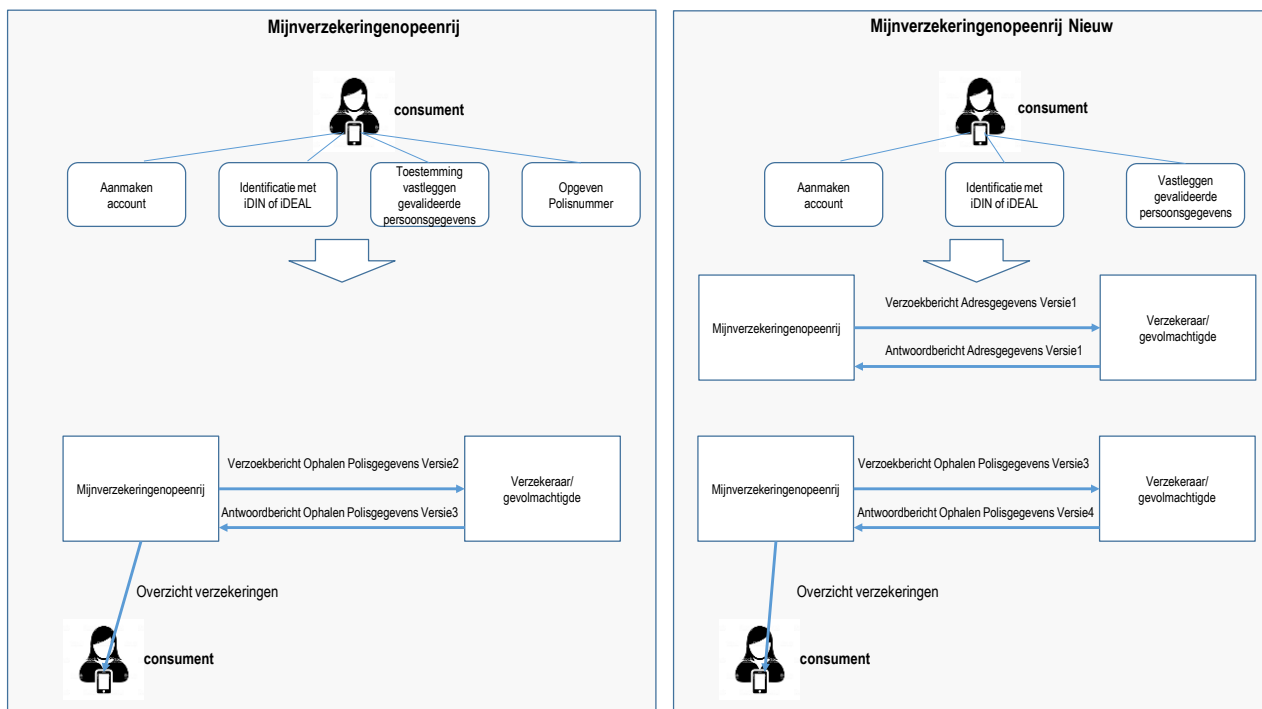 Mijnverzekeringenopeenrij
consument
Aanmaken
account
Identificatie met
iDIN of iDEAL
Toestemming
vastleggen
gevalideerde
persoonsgegevens
Opgeven
Polisnummer
Mijnverzekeringenopeenrij
Verzoekbericht Ophalen Polisgegevens Versie2
Antwoordbericht Ophalen Polisgegevens Versie3
Verzekeraar/
gevolmachtigde
Overzicht verzekeringen
consument
Mijnverzekeringenopeenrij Nieuw
consument
Aanmaken
account
Identificatie met
iDIN of iDEAL
Vastleggen
gevalideerde
persoonsgegevens
Mijnverzekeringenopeenrij
Verzoekbericht Adresgegevens Versie1
Antwoordbericht Adresgegevens Versie1
Verzekeraar/
gevolmachtigde
Mijnverzekeringenopeenrij
Verzoekbericht Ophalen Polisgegevens Versie3
Antwoordbericht Ophalen Polisgegevens Versie4
Verzekeraar/
gevolmachtigde
Overzicht verzekeringen
consument